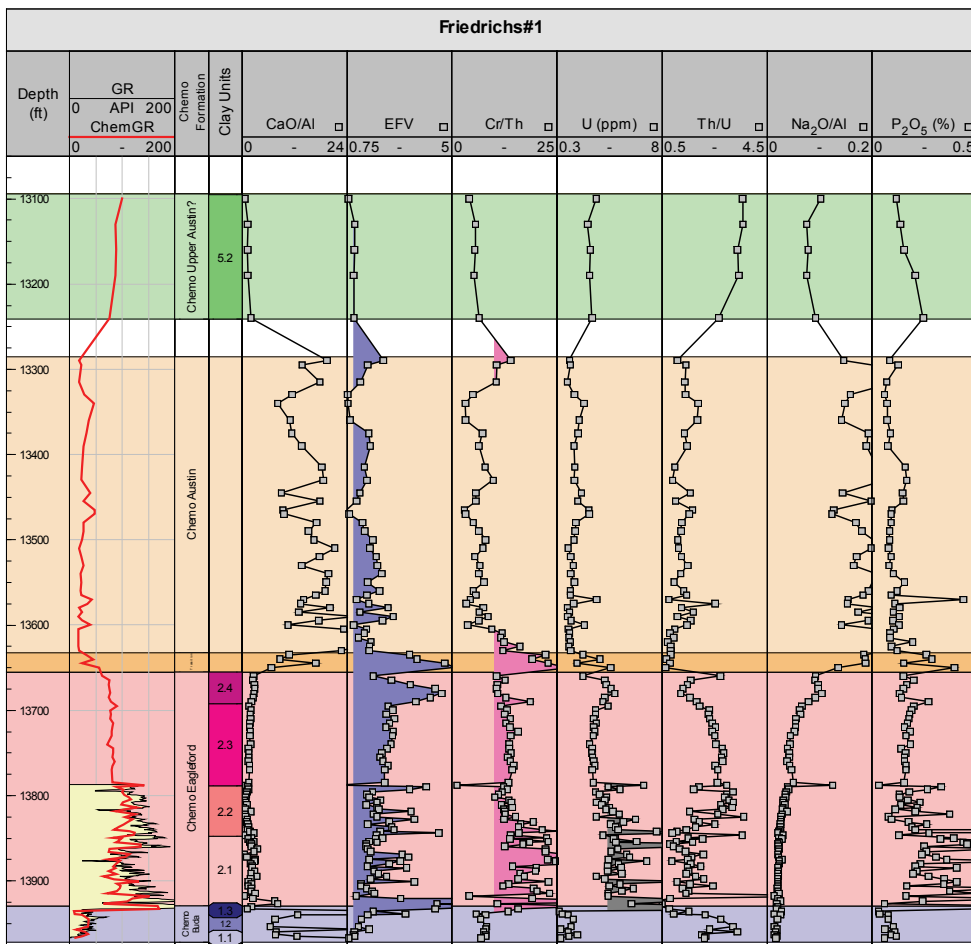 Friedrichs#1
Depth
(ft)
GR
0 API 200
ChemGR
0 200
Chemo
Formation
Clay Units
CaO/Al
24
EFV
0.75 - 5
Cr/Th
0 - 25
U (ppm)
0.3 - 8
Th/U
0.5 - 4.5
Na₂O/Al
0 - 0.2
P₂O₅ (%)
0 - 0.5
13100
13200
13300
13400
13500
13600
13700
13800
13900
Chemo Upper Austin?
Chemo Austin
Chemo Eagleford
Chemo
Buda
5.2
2.4
2.3
2.2
2.1
1.3
1.2
1.1